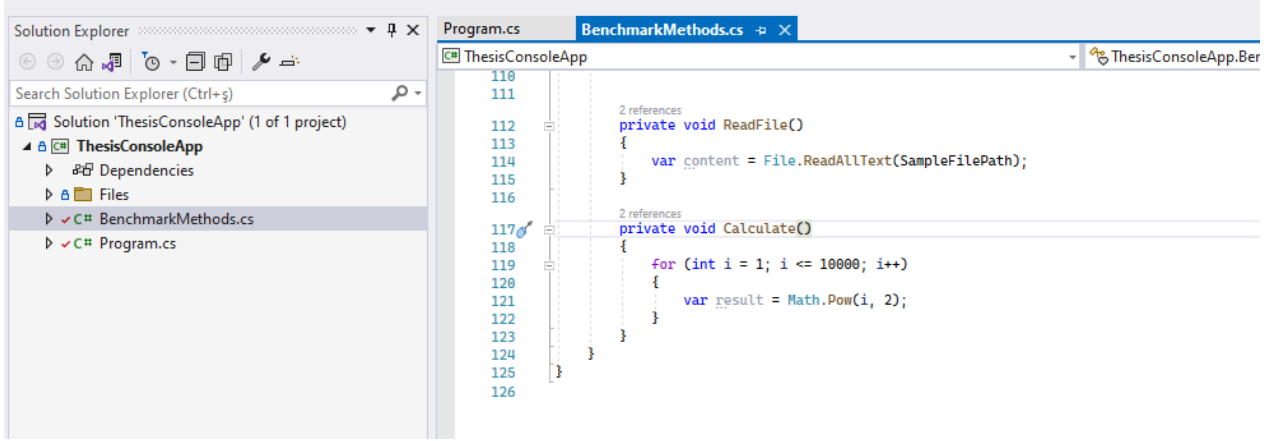 Solution Explorer
Search Solution Explorer (Ctrl+ş)
Solution 'ThesisConsoleApp' (1 of 1 project)
C# ThesisConsoleApp
Dependencies
Files
C# BenchmarkMethods.cs
C# Program.cs
Program.cs BenchmarkMethods.cs
C# ThesisConsoleApp ThesisConsoleApp.Ber
110
111
2 references
112 private void ReadFile()
113 {
114 var content = File.ReadAllText(SampleFilePath);
115 }
116
2 references
117 private void Calculate()
118 {
119 for (int i = 1; i <= 10000; i++)
120 {
121 var result = Math.Pow(i, 2);
122 }
123 }
124 }
125 }
126